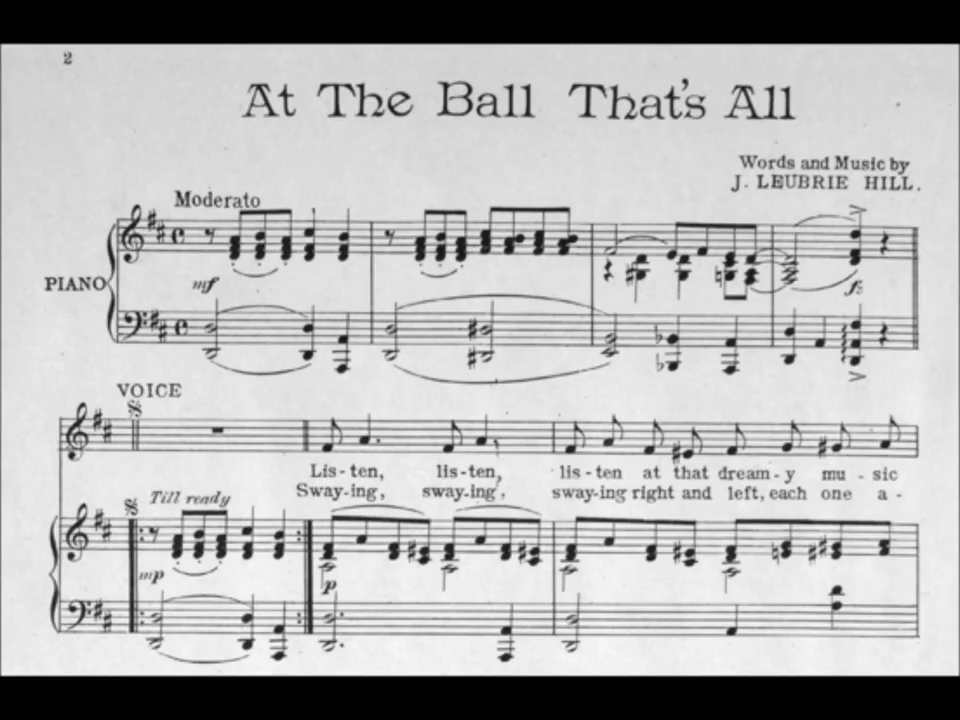 2
At The Ball That's All
Words and Music by
J. LEUBRIE HILL.
Moderato
PIANO
mf
fz
VOICE
Lis-ten, lis-ten, lis-ten at that dream-y mu-sic
Sway-ing, sway-ing, sway-ing right and left, each one a-
Till ready
mp
p